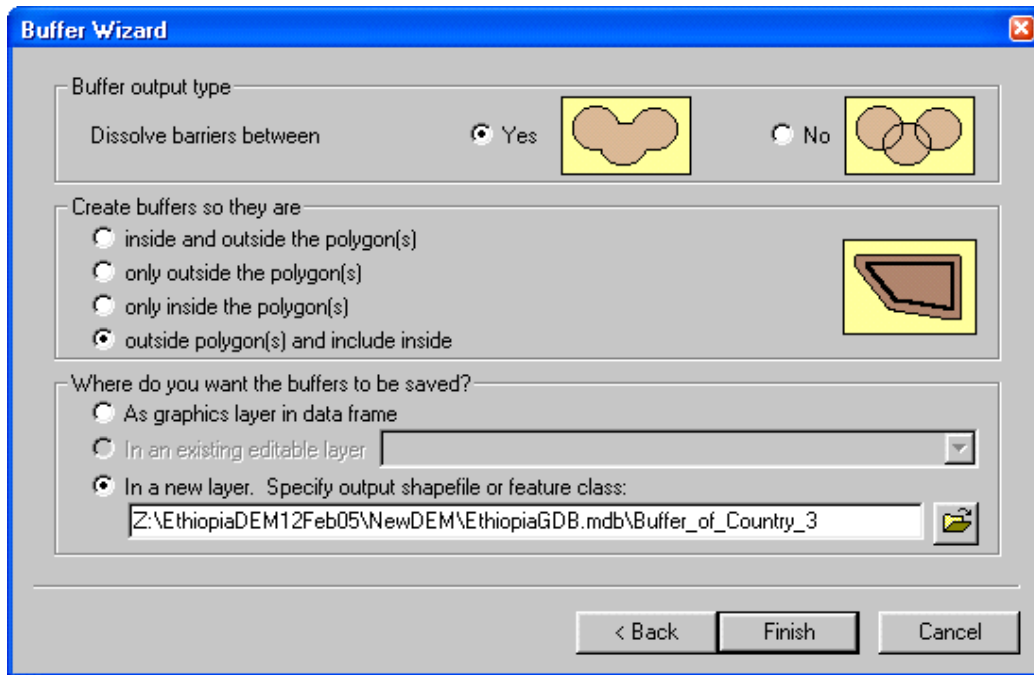 Buffer Wizard
Buffer output type
Dissolve barriers between
Yes
No
Create buffers so they are
inside and outside the polygon(s)
only outside the polygon(s)
only inside the polygon(s)
outside polygon(s) and include inside
Where do you want the buffers to be saved?
As graphics layer in data frame
In an existing editable layer
In a new layer. Specify output shapefile or feature class:
Z:\EthiopiaDEM12Feb05\NewDEM\EthiopiaGDB.mdb\Buffer_of_Country_3
< Back
Finish
Cancel